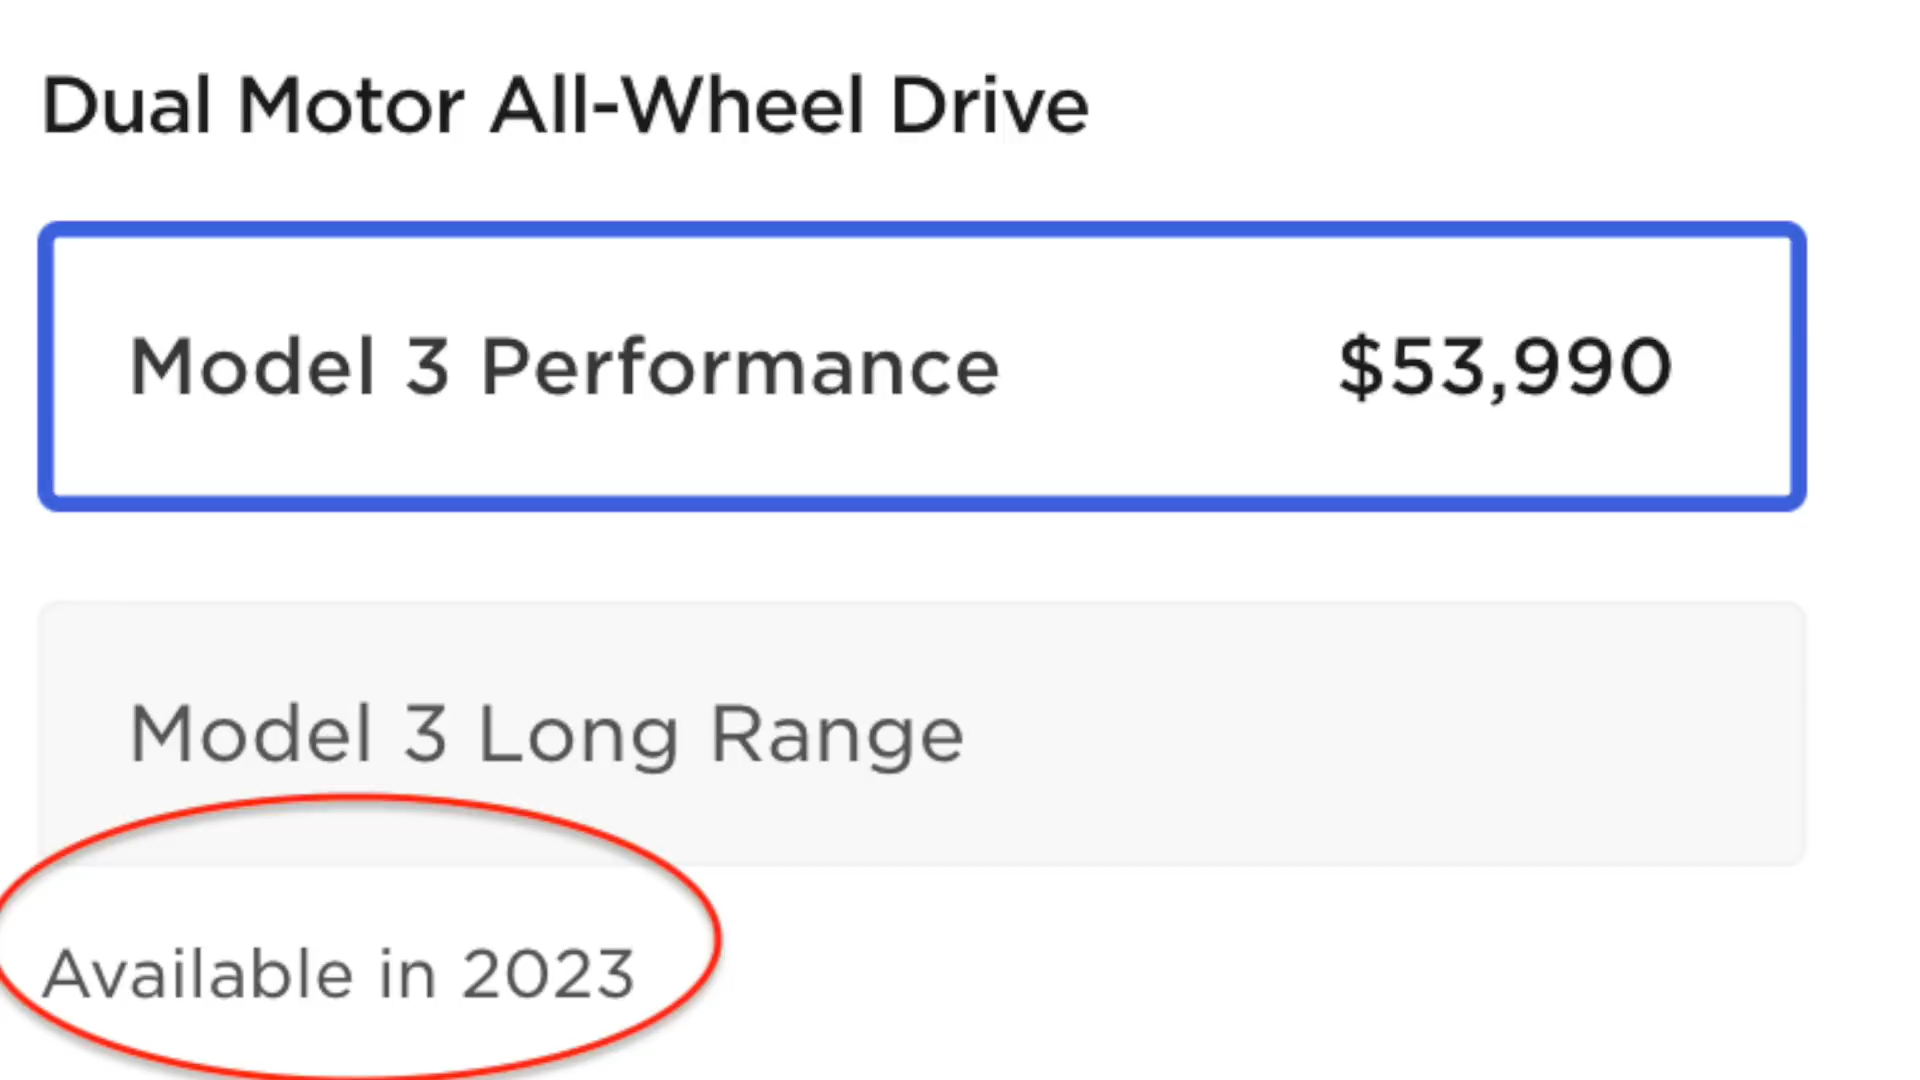 Dual Motor All-Wheel Drive
Model 3 Performance $53,990
Model 3 Long Range
Available in 2023